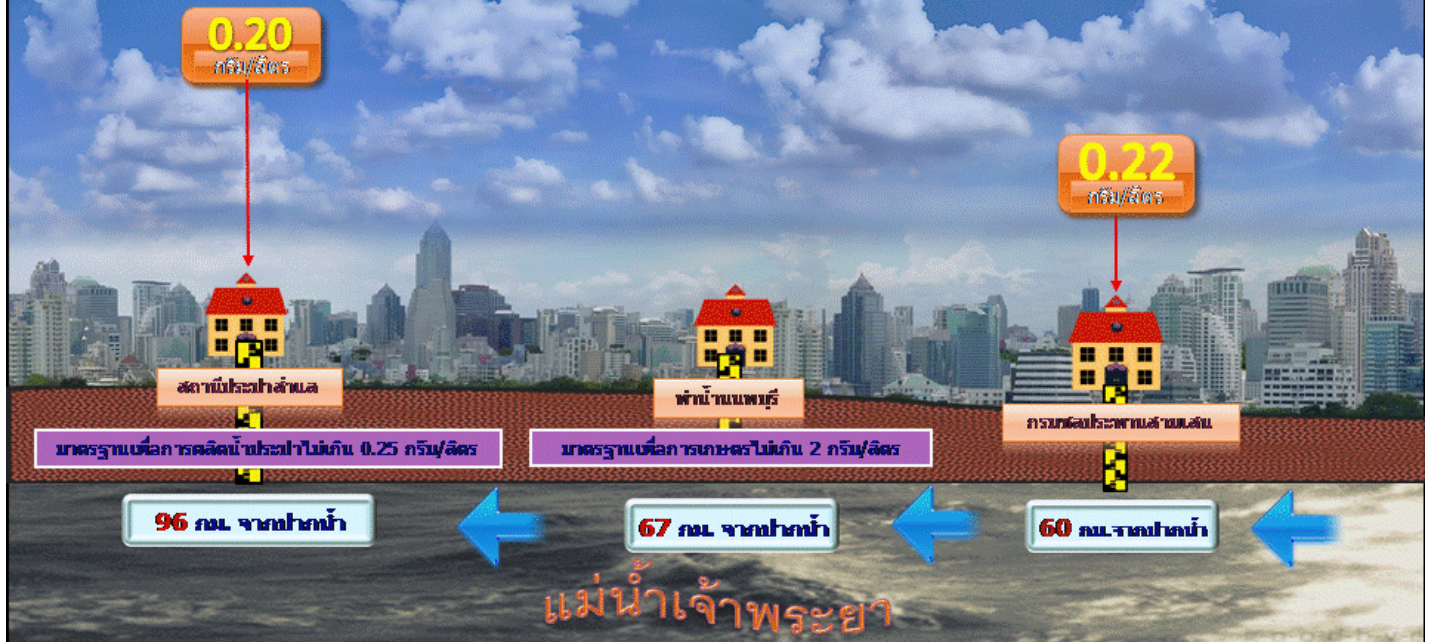 0.20
กรัม/ลิตร
0.22
กรัม/ลิตร
สถานีประปาสำแล
ท่าน้ำนนทบุรี
กรมชลประทานสามเสน
มาตรฐานเพื่อการผลิตน้ำประปาไม่เกิน 0.25 กรัม/ลิตร
มาตรฐานเพื่อการเกษตรไม่เกิน 2 กรัม/ลิตร
96 กม. จากปากน้ำ
67 กม. จากปากน้ำ
60 กม.จากปากน้ำ
แม่น้ำเจ้าพระยา